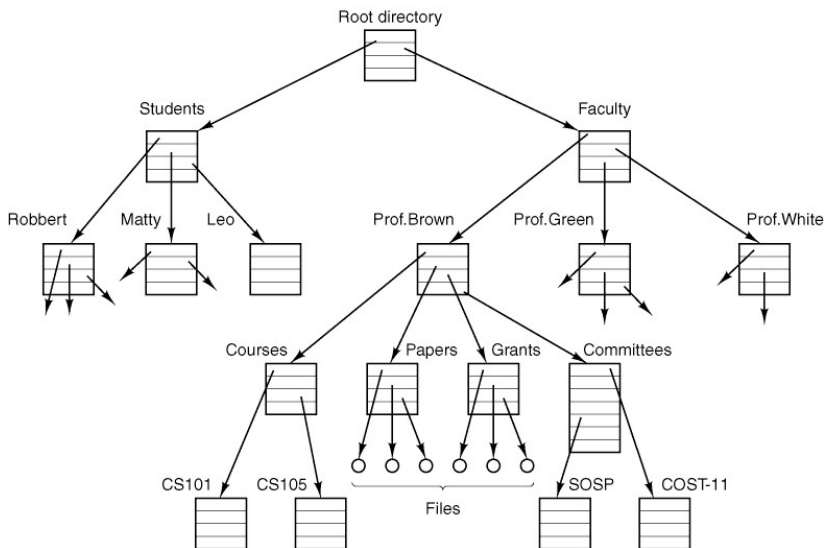 Root directory
Students
Faculty
Robbert
Matty
Leo
Prof.Brown
Prof.Green
Prof.White
Courses
Papers
Grants
Committees
CS101
CS105
SOSP
COST-11
Files